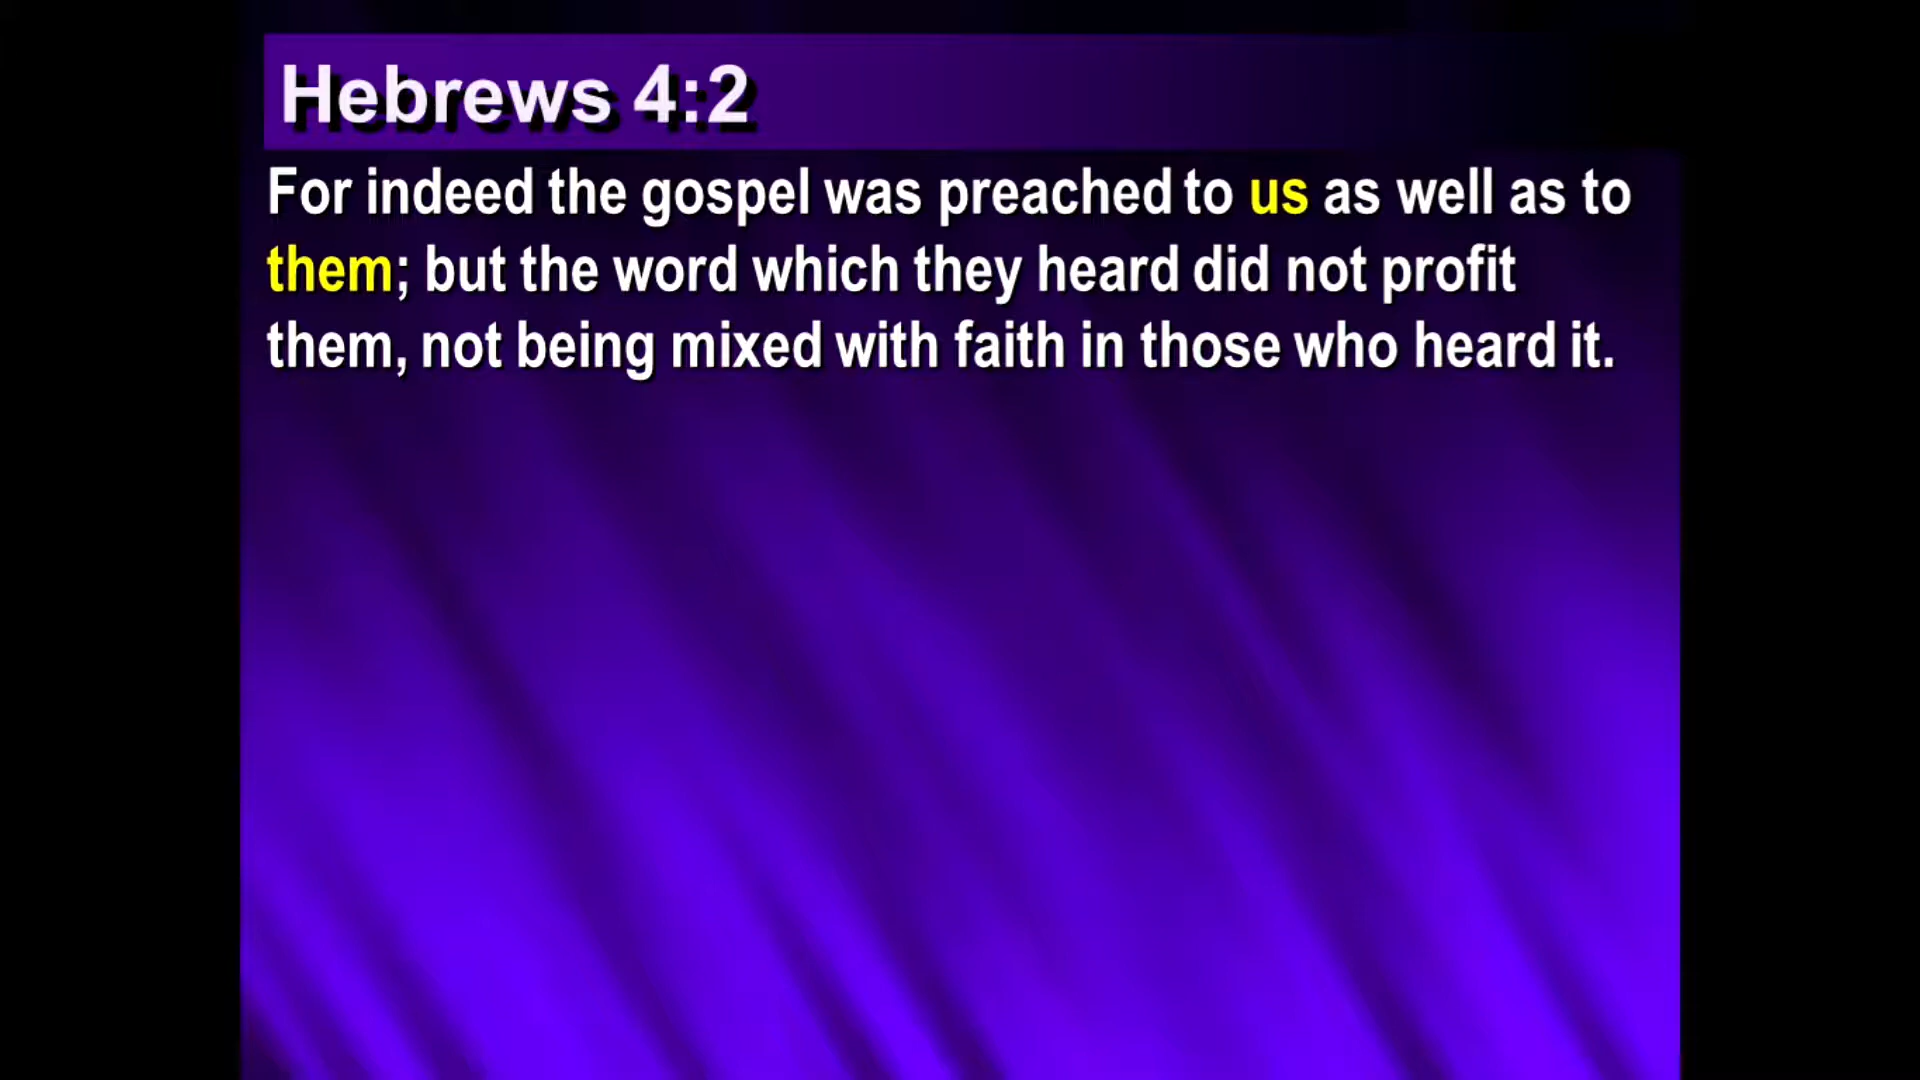 Hebrews 4:2
For indeed the gospel was preached to us as well as to
them; but the word which they heard did not profit
them, not being mixed with faith in those who heard it.